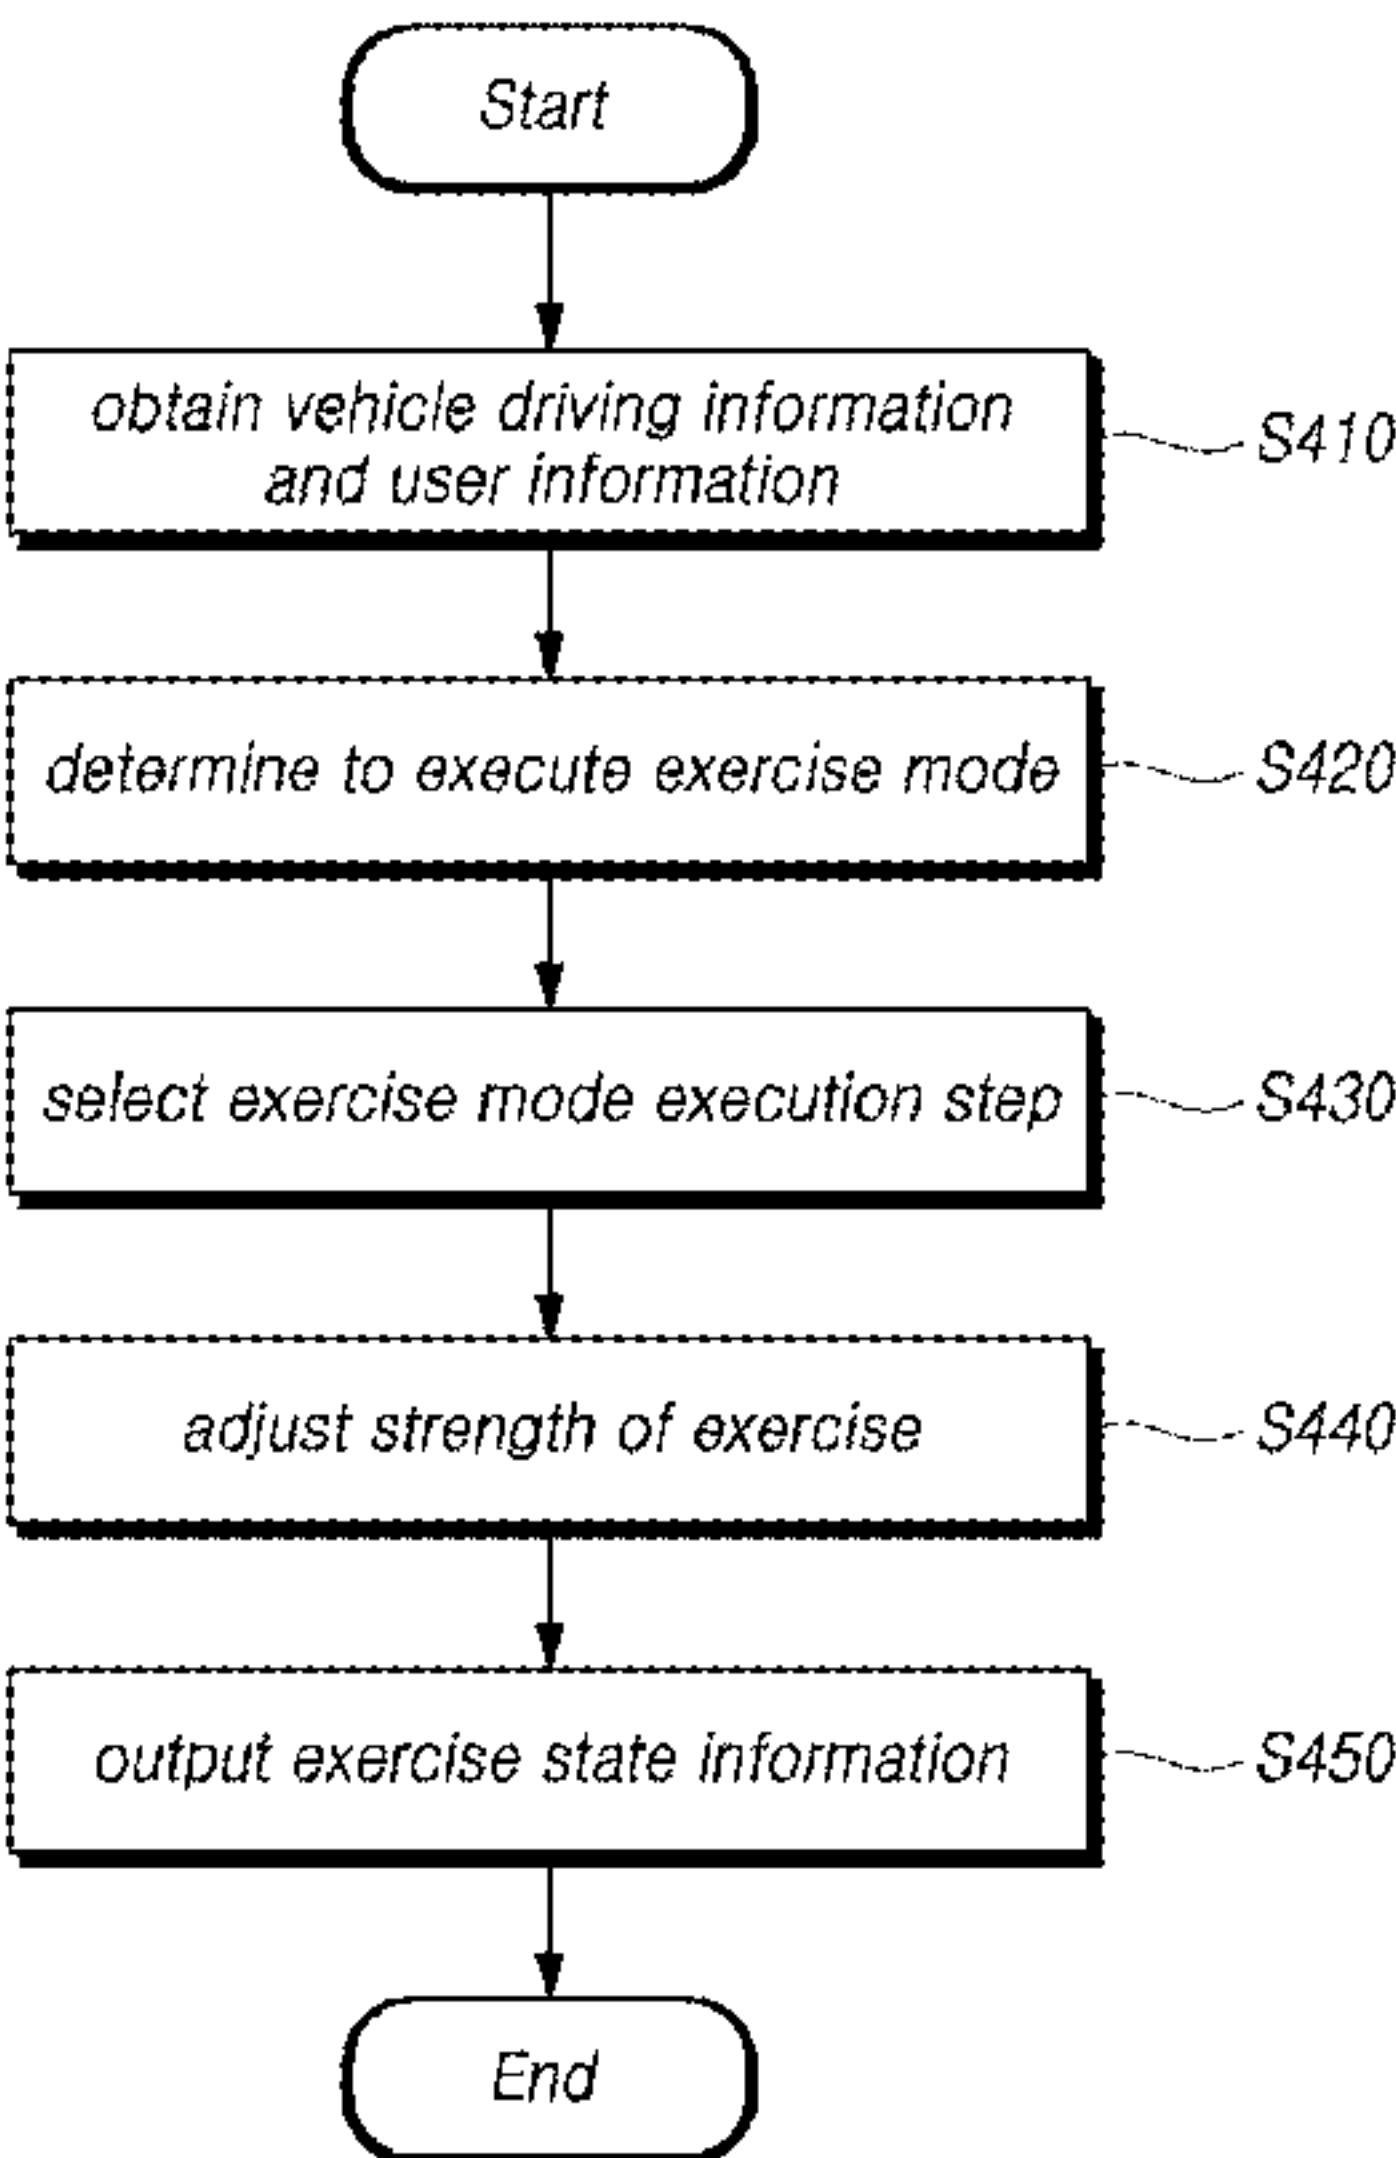 Start
obtain vehicle driving information
and user information
S410
determine to execute exercise mode
S420
select exercise mode execution step
S430
adjust strength of exercise
S440
output exercise state information
S450
End